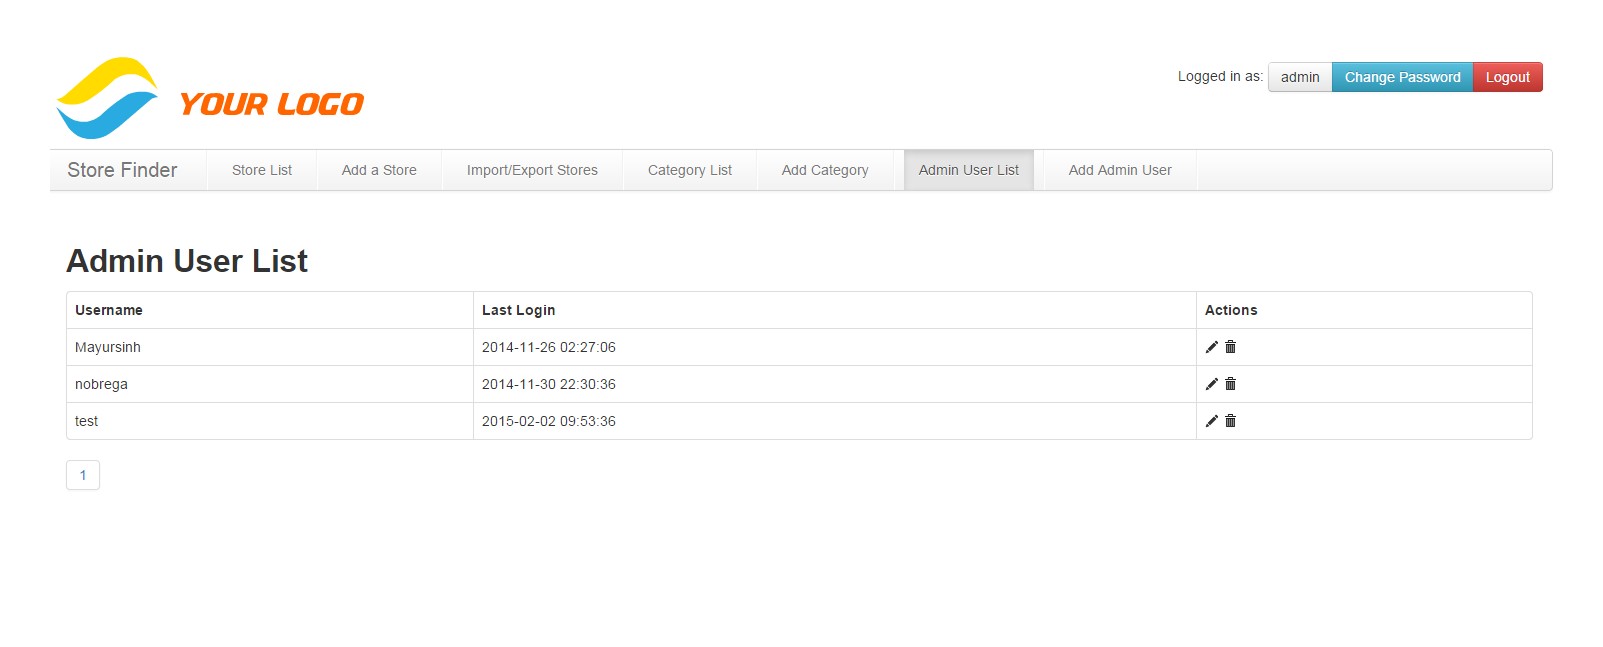 YOUR LOGO
Logged in as: admin Change Password Logout
Store Finder Store List Add a Store Import/Export Stores Category List Add Category Admin User List Add Admin User
Admin User List
Username Last Login Actions
Mayursinh 2014-11-26 02:27:06
nobrega 2014-11-30 22:30:36
test 2015-02-02 09:53:36
1